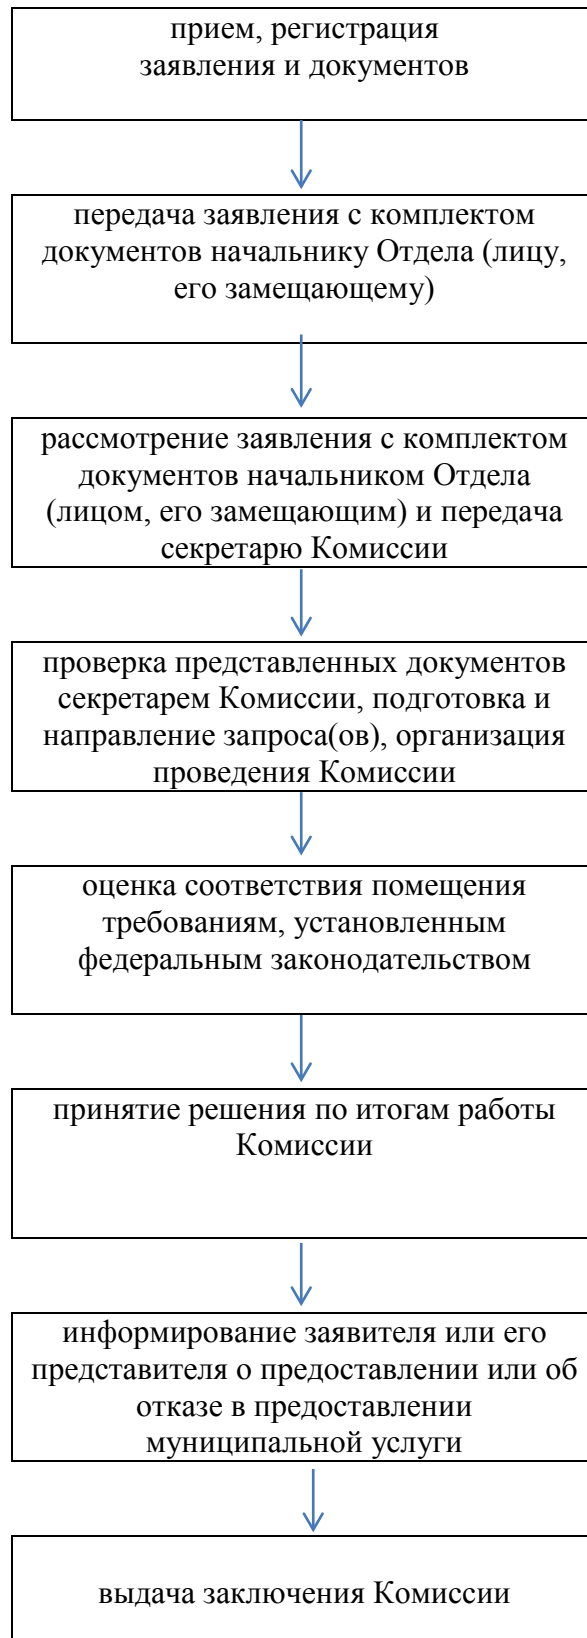 прием, регистрация
заявления и документов
передача заявления с комплектом
документов начальнику Отдела (лицу,
его замещающему)
рассмотрение заявления с комплектом
документов начальником Отдела
(лицом, его замещающим) и передача
секретарю Комиссии
проверка представленных документов
секретарем Комиссии, подготовка и
направление запроса(ов), организация
проведения Комиссии
оценка соответствия помещения
требованиям, установленным
федеральным законодательством
принятие решения по итогам работы
Комиссии
информирование заявителя или его
представителя о предоставлении или об
отказе в предоставлении
муниципальной услуги
выдача заключения Комиссии